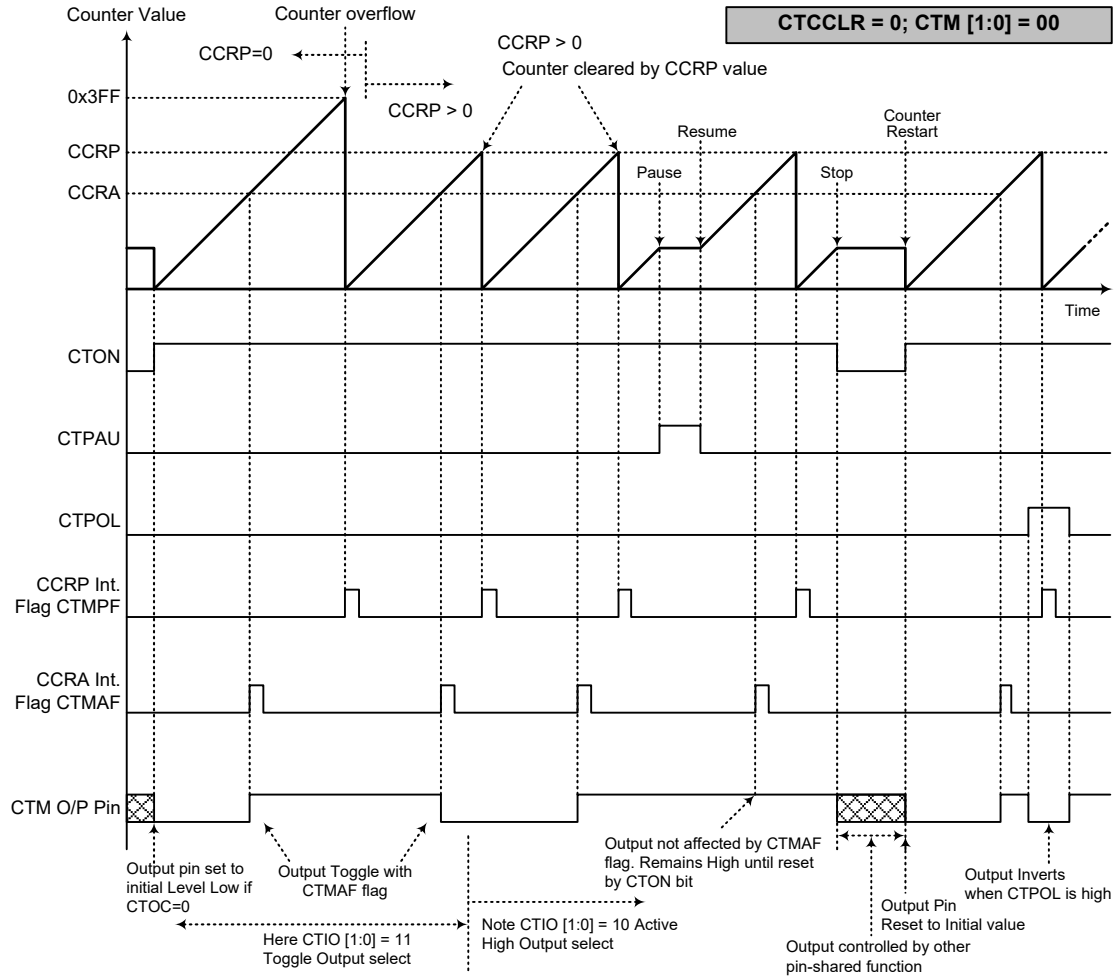 Counter Value
Counter overflow
CTCCLR = 0; CTM [1:0] = 00
CCRP=0
CCRP > 0
CCRP > 0
Counter cleared by CCRP value
0x3FF
CCRP
CCRA
Pause
Resume
Stop
Counter
Restart
Time
CTON
CTPAU
CTPOL
CCRP Int.
Flag CTMPF
CCRA Int.
Flag CTMAF
CTM O/P Pin
Output pin set to
initial Level Low if
CTOC=0
Output Toggle with
CTMAF flag
Here CTIO [1:0] = 11
Toggle Output select
Note CTIO [1:0] = 10 Active
High Output select
Output not affected by CTMAF
flag. Remains High until reset
by CTON bit
Output controlled by other
pin-shared function
Output Pin
Reset to Initial value
Output Inverts
when CTPOL is high